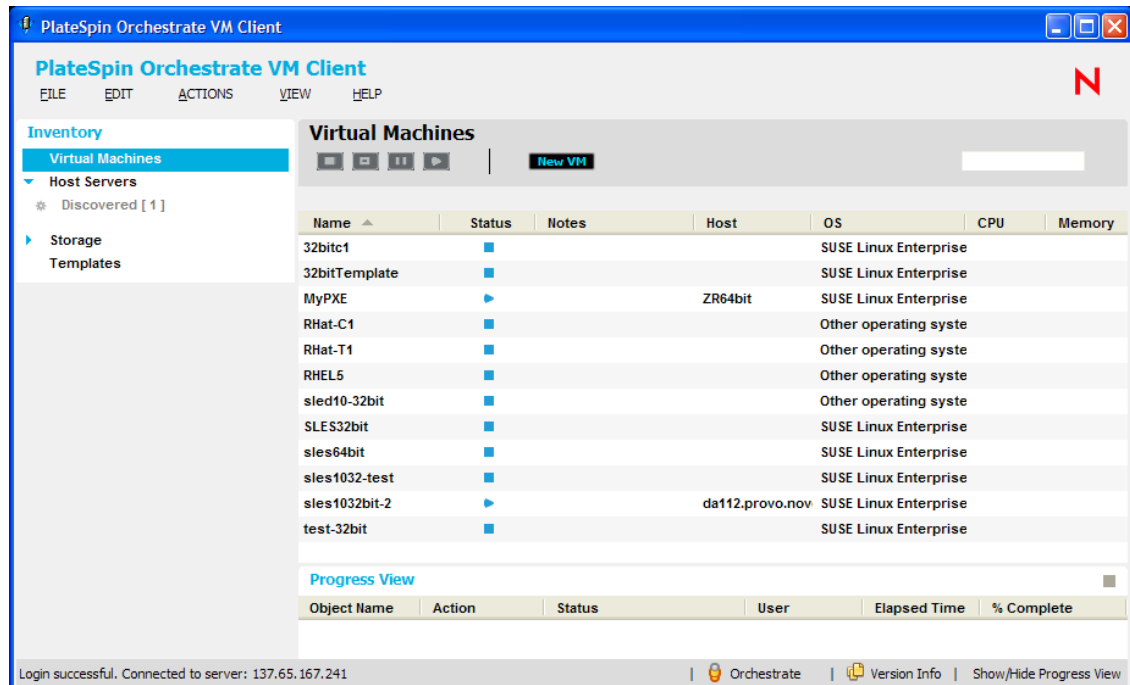 PlateSpin Orchestrate VM Client
PlateSpin Orchestrate VM Client
N
FILE EDIT ACTIONS VIEW HELP
Inventory
Virtual Machines
Host Servers
Discovered [ 1 ]
Storage
Templates
Virtual Machines
New VM
Name Status Notes Host OS CPU Memory
32bitc1 SUSE Linux Enterprise
32bitTemplate SUSE Linux Enterprise
MyPXE ZR64bit SUSE Linux Enterprise
RHat-C1 Other operating syste
RHat-T1 Other operating syste
RHEL5 Other operating syste
sled10-32bit Other operating syste
SLES32bit SUSE Linux Enterprise
sles64bit SUSE Linux Enterprise
sles1032-test SUSE Linux Enterprise
sles1032bit-2 da112.provo.nov SUSE Linux Enterprise
test-32bit SUSE Linux Enterprise
Progress View
Object Name Action Status User Elapsed Time % Complete
Login successful. Connected to server: 137.65.167.241 | Orchestrate | Version Info | Show/Hide Progress View